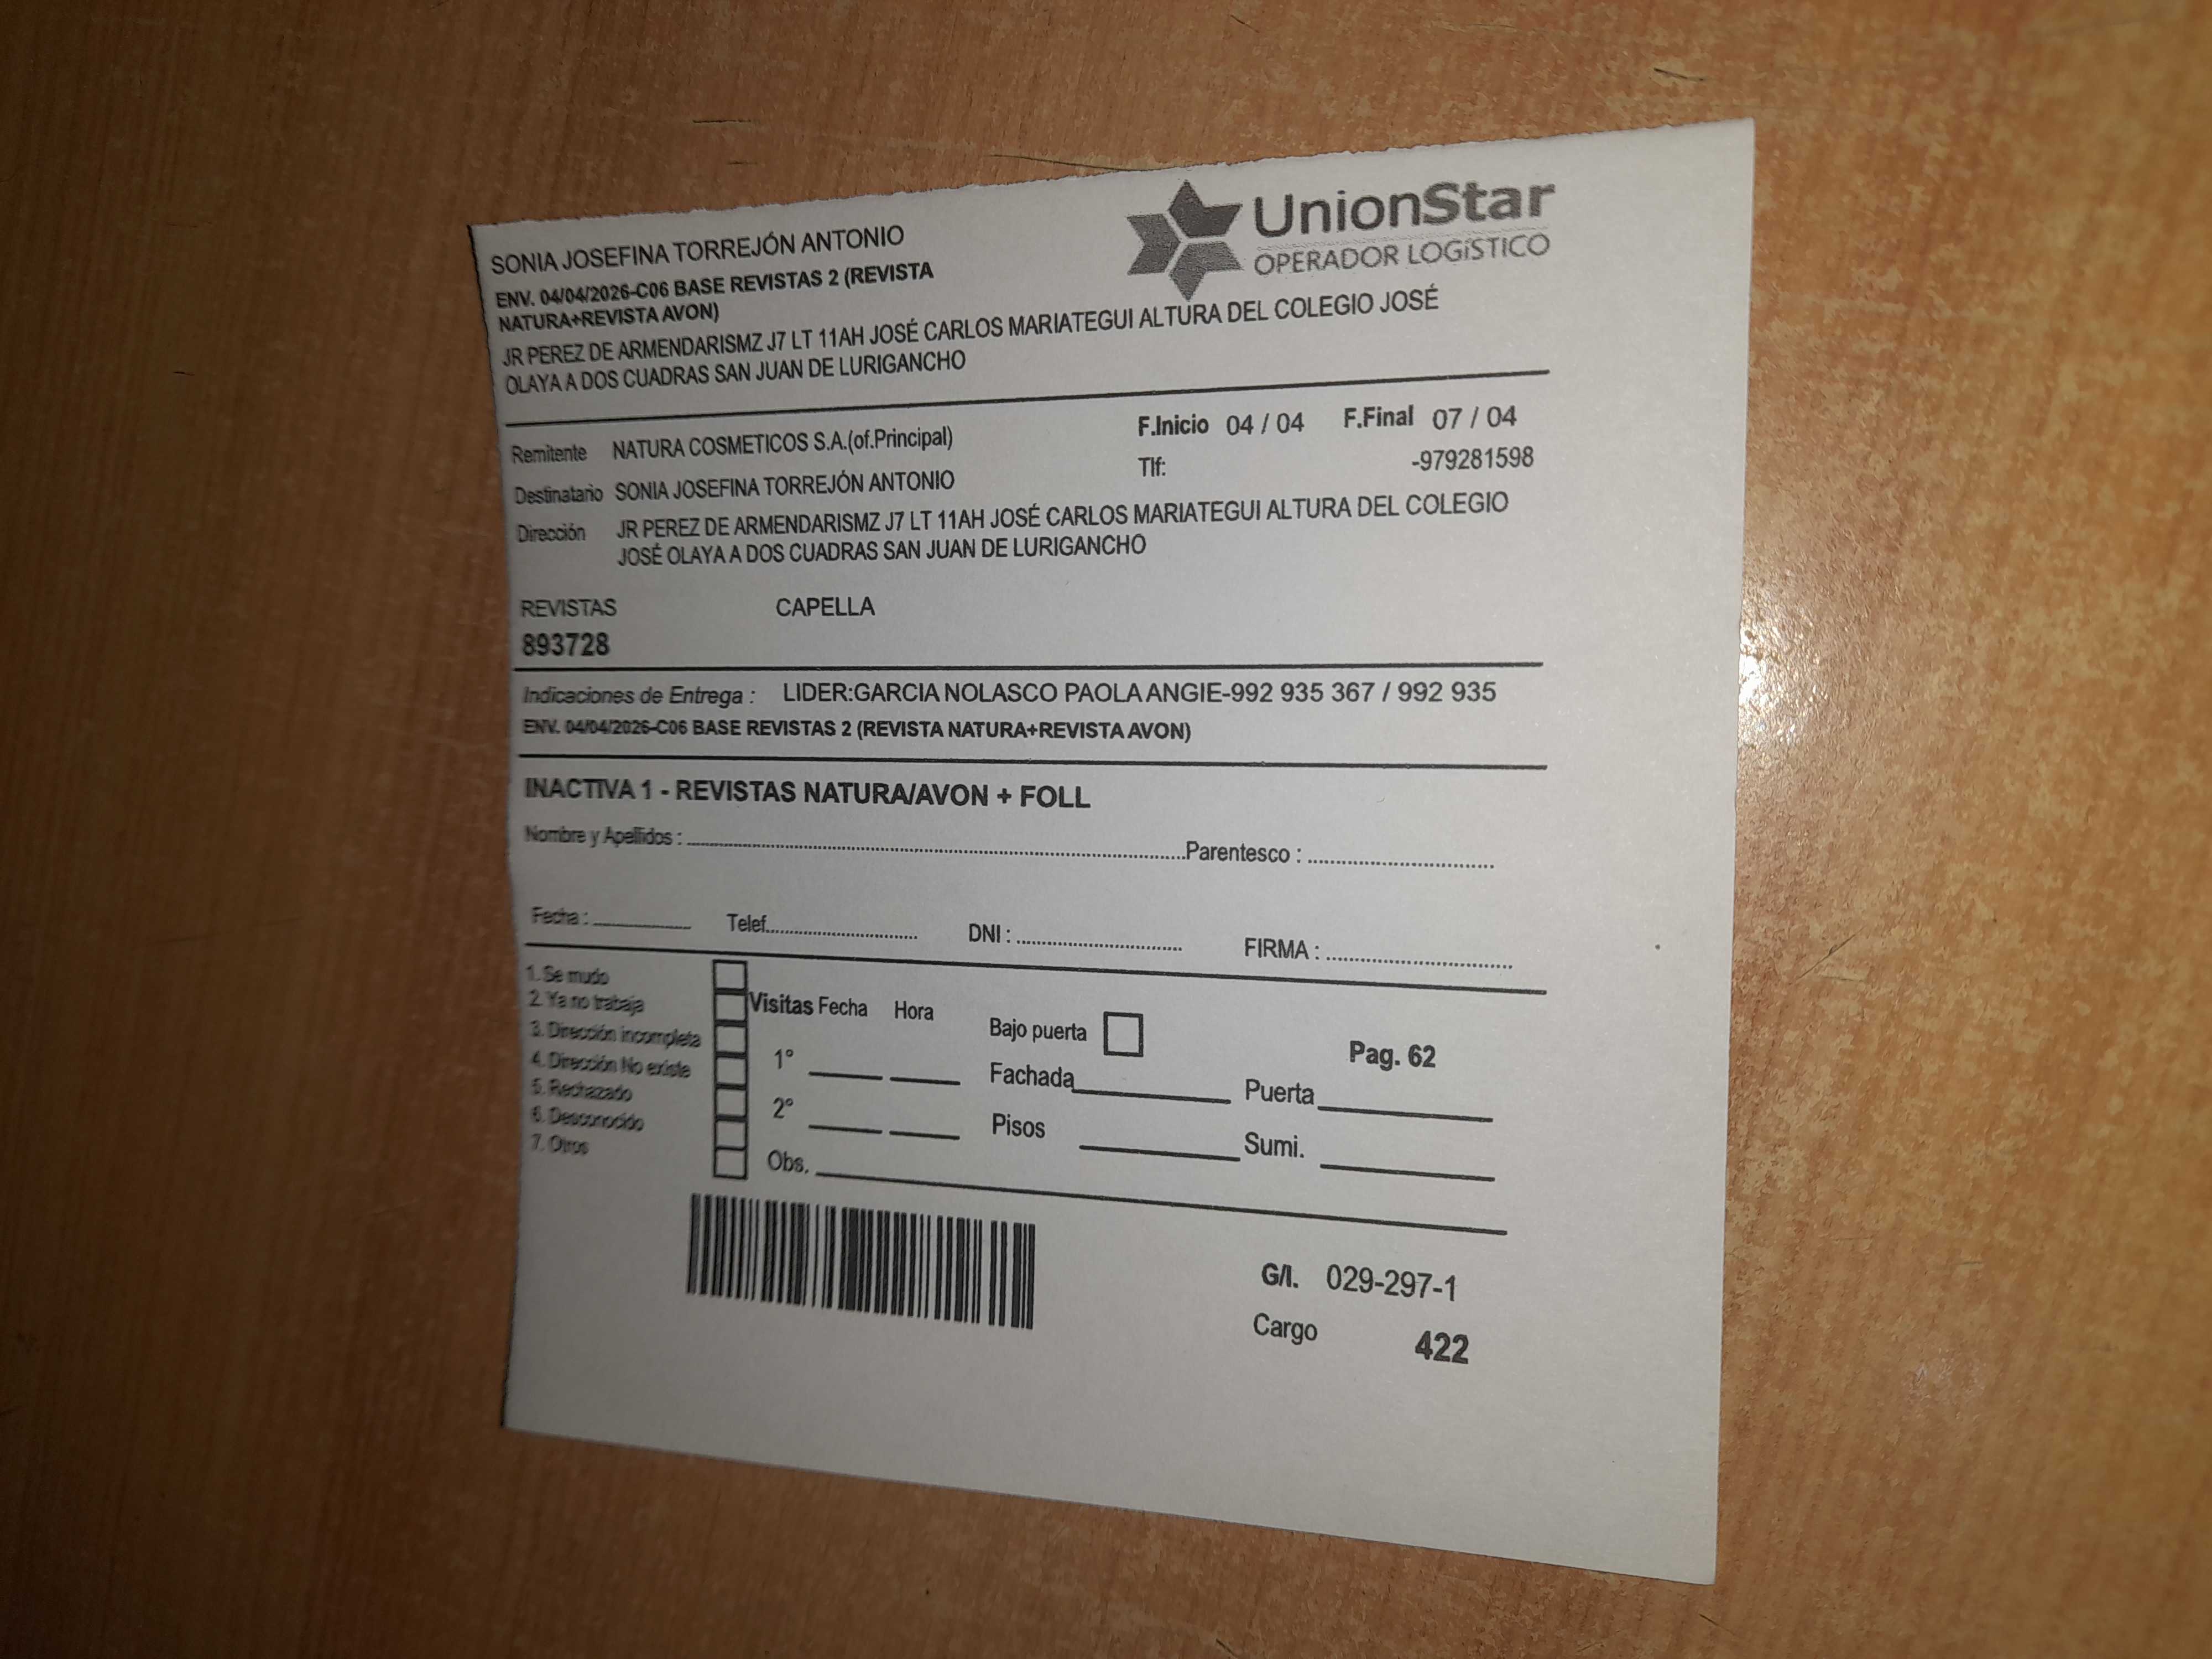 SONIA JOSEFINA TORREJÓN ANTONIO
UnionStar
OPERADOR LOGíSTICO
ENV. 04/04/2026-C06 BASE REVISTAS 2 (REVISTA
NATURA+REVISTA AVON)
JR PEREZ DE ARMENDARISMZ J7 LT 11AH JOSÉ CARLOS MARIATEGUI ALTURA DEL COLEGIO JOSÉ
OLAYA A DOS CUADRAS SAN JUAN DE LURIGANCHO
Remitente NATURA COSMETICOS S.A.(of.Principal) F.Inicio 04 / 04 F.Final 07 / 04
Destinatario SONIA JOSEFINA TORREJÓN ANTONIO Tlf: -979281598
Dirección JR PEREZ DE ARMENDARISMZ J7 LT 11AH JOSÉ CARLOS MARIATEGUI ALTURA DEL COLEGIO
JOSÉ OLAYA A DOS CUADRAS SAN JUAN DE LURIGANCHO
REVISTAS CAPELLA
893728
Indicaciones de Entrega : LIDER:GARCIA NOLASCO PAOLA ANGIE-992 935 367 / 992 935
ENV. 04/04/2026-C06 BASE REVISTAS 2 (REVISTA NATURA+REVISTA AVON)
INACTIVA 1 - REVISTAS NATURA/AVON + FOLL
Nombre y Apellidos : Parentesco :
Fecha : Telef. DNI : FIRMA :
1. Se mudo
2. Ya no trabaja
3. Dirección incompleta
4. Dirección No existe
5. Rechazado
6. Desconocido
7. Otros
Visitas Fecha Hora
1°
2°
Obs.
Bajo puerta
Pag. 62
Fachada Puerta
Pisos Sumi.
G/I. 029-297-1
Cargo 422